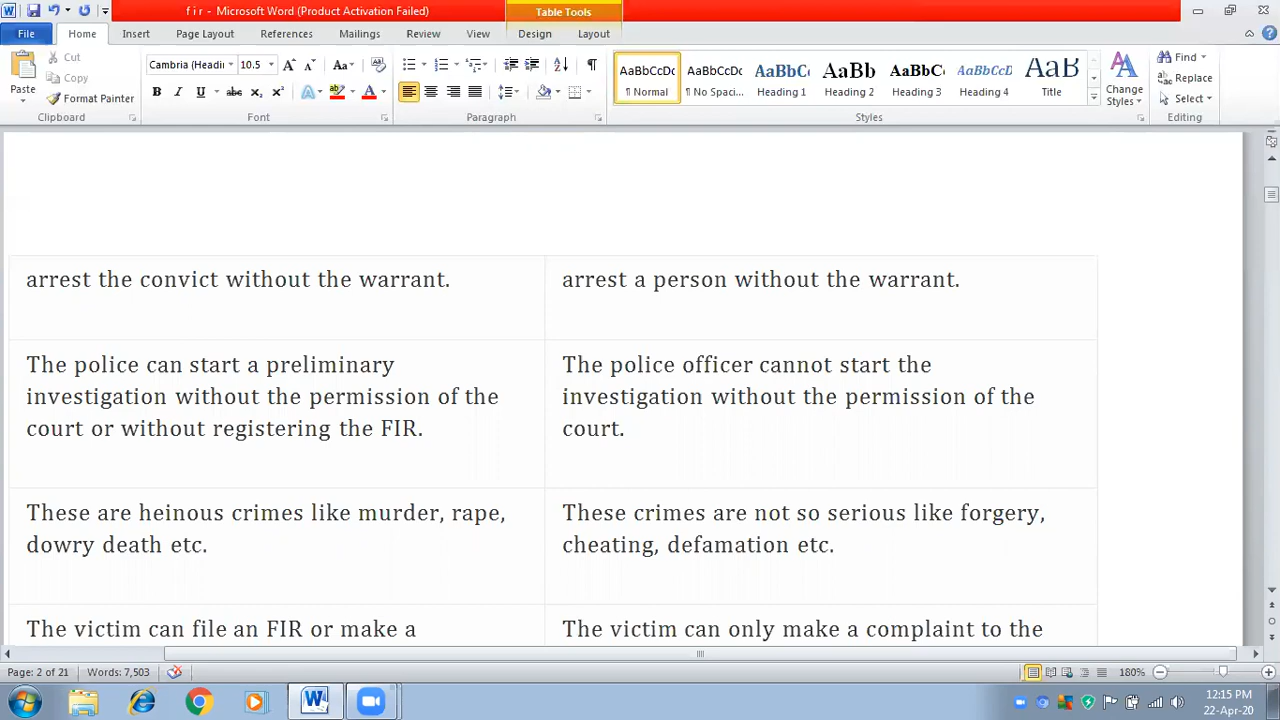 f i r - Microsoft Word (Product Activation Failed)
Table Tools
File Home Insert Page Layout References Mailings Review View Design Layout
Cut
Copy
Format Painter
Paste
Clipboard
Cambria (Headi 10.5
Font
Paragraph
AaBbCcDc AaBbCcDc AaBbC AaBb AaBbC AaBbCc AaB
¶ Normal ¶ No Spaci... Heading 1 Heading 2 Heading 3 Heading 4 Title
Styles
Change
Styles
Find
Replace
Select
Editing
arrest the convict without the warrant.
arrest a person without the warrant.
The police can start a preliminary
investigation without the permission of the
court or without registering the FIR.
The police officer cannot start the
investigation without the permission of the
court.
These are heinous crimes like murder, rape,
dowry death etc.
These crimes are not so serious like forgery,
cheating, defamation etc.
The victim can file an FIR or make a
The victim can only make a complaint to the
Page: 2 of 21 Words: 7,503 180%
12:15 PM
22-Apr-20